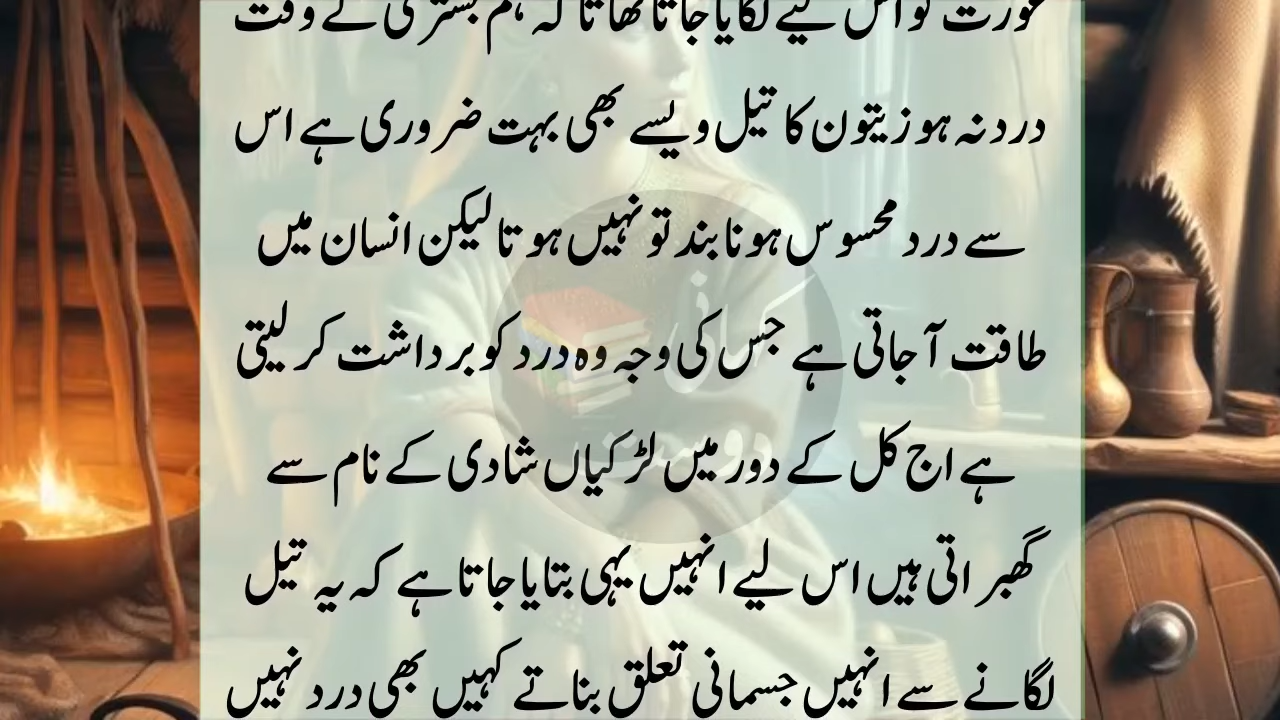 عورت کو اس لیے لگایا جاتا تھا تا کہ ہم بستری کے وقت
درد نہ ہو زیتون کا تیل ویسے بھی بہت ضروری ہے اس
سے درد محسوس ہونا بند تو نہیں ہوتا لیکن انسان میں
طاقت آ جاتی ہے جس کی وجہ وہ درد کو برداشت کر لیتی
ہے اج کل کے دور میں لڑکیاں شادی کے نام سے
گھبراتی ہیں اس لیے انہیں یہی بتایا جاتا ہے کہ یہ تیل
لگانے سے انہیں جسمانی تعلق بناتے کہیں بھی درد نہیں